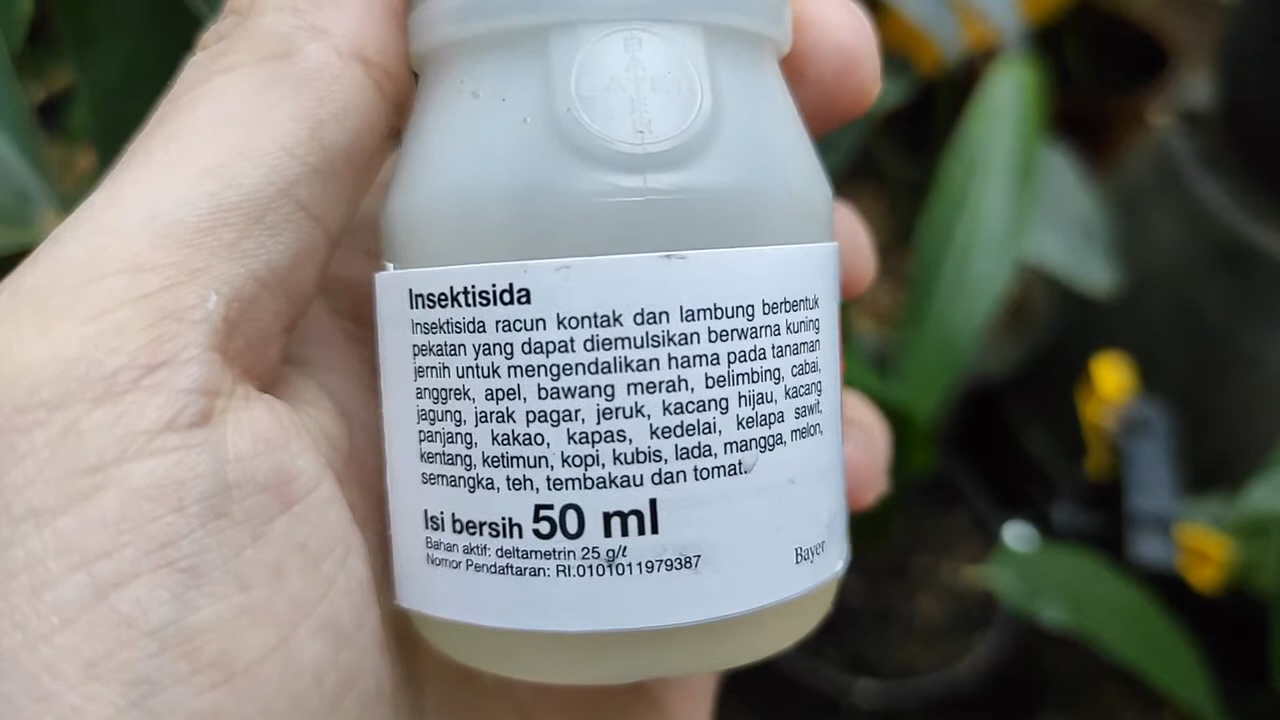 Insektisida
Insektisida racun kontak dan lambung berbentuk
pekatan yang dapat diemulsikan berwarna kuning
jernih untuk mengendalikan hama pada tanaman
anggrek, apel, bawang merah, belimbing, cabai,
jagung, jarak pagar, jeruk, kacang hijau, kacang
panjang, kakao, kapas, kedelai, kelapa sawit,
kentang, ketimun, kopi, kubis, lada, mangga, melon,
semangka, teh, tembakau dan tomat.
Isi bersih 50 ml
Bahan aktif: deltametrin 25 g/ℓ
Nomor Pendaftaran: RI.0101011979387
Bayer